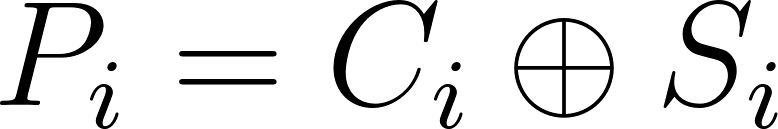 P_i = C_i ⊕ S_i